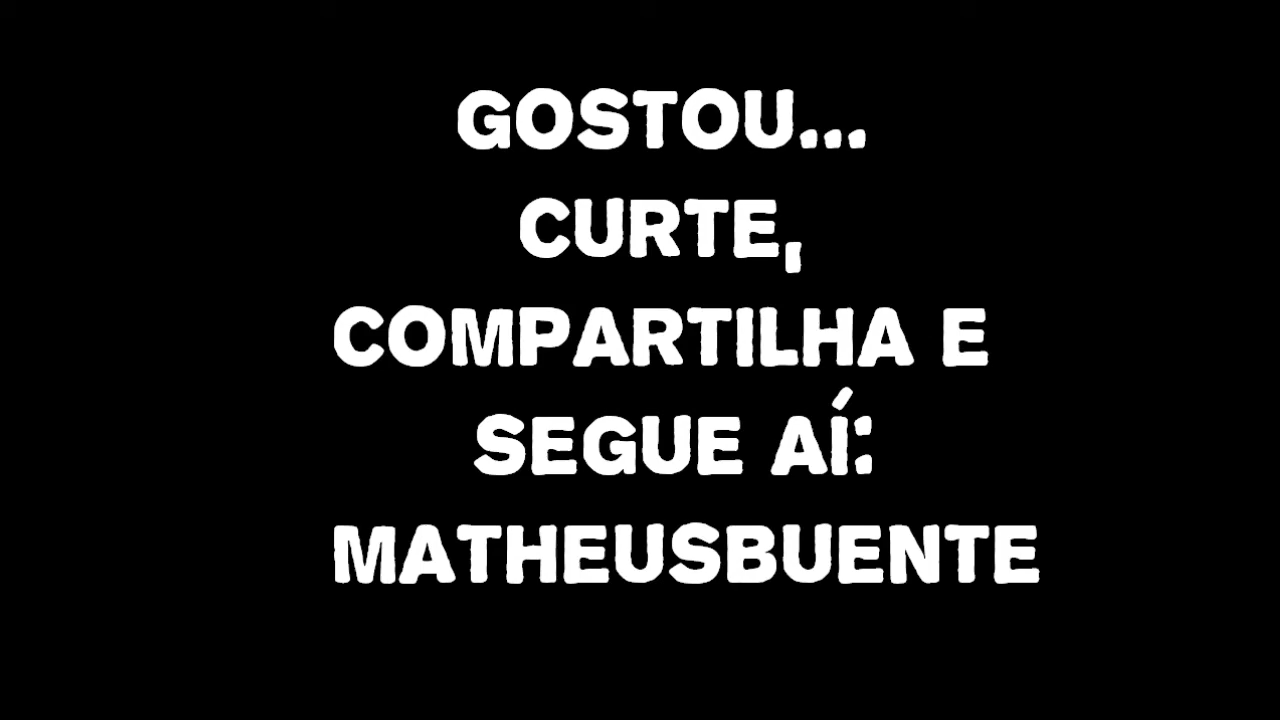 GOSTOU...
CURTE,
COMPARTILHA E
SEGUE AÍ:
MATHEUSBUENTE